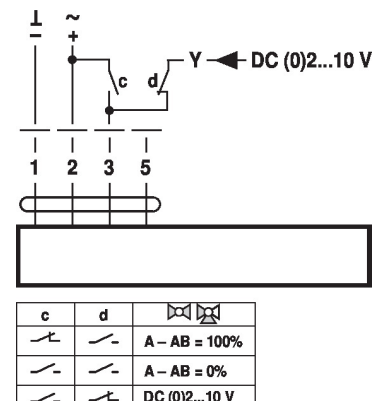 ⊥ ~
– +
c d Y DC (0)2...10 V
1 2 3 5
c d
A – AB = 100%
A – AB = 0%
DC (0)2...10 V